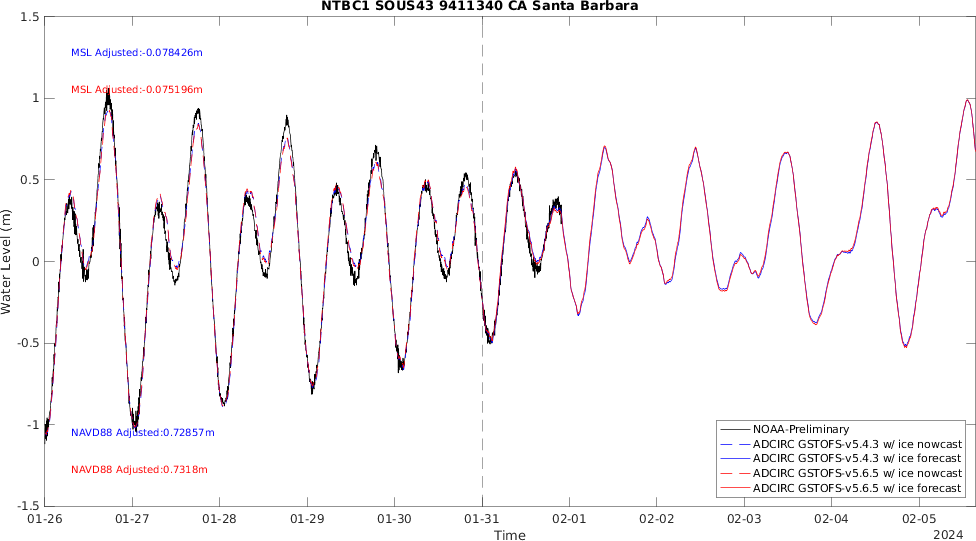 NTBC1 SOUS43 9411340 CA Santa Barbara
1.5
MSL Adjusted:-0.078426m
MSL Adjusted:-0.075196m
1
0.5
0
-0.5
-1
-1.5
Water Level (m)
NAVD88 Adjusted:0.72857m
NAVD88 Adjusted:0.7318m
NOAA-Preliminary
ADCIRC GSTOFS-v5.4.3 w/ ice nowcast
ADCIRC GSTOFS-v5.4.3 w/ ice forecast
ADCIRC GSTOFS-v5.6.5 w/ ice nowcast
ADCIRC GSTOFS-v5.6.5 w/ ice forecast
01-26 01-27 01-28 01-29 01-30 01-31 02-01 02-02 02-03 02-04 02-05
Time
2024